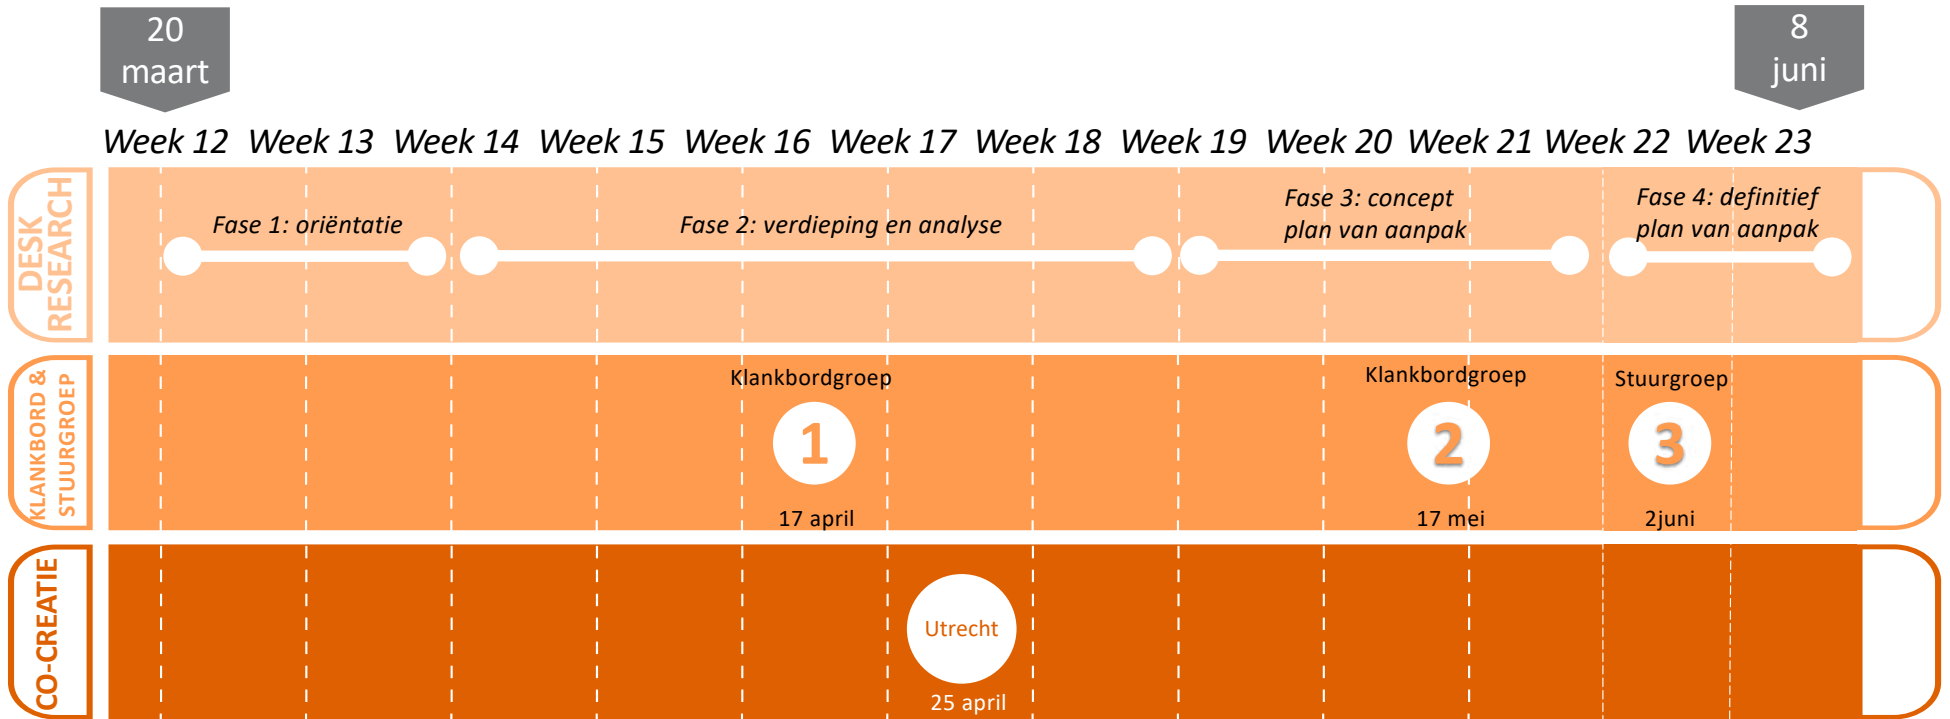 20
maart
8
juni
Week 12 Week 13 Week 14 Week 15 Week 16 Week 17 Week 18 Week 19 Week 20 Week 21 Week 22 Week 23
DESK
RESEARCH
Fase 1: oriëntatie
Fase 2: verdieping en analyse
Fase 3: concept
plan van aanpak
Fase 4: definitief
plan van aanpak
KLANKBORD &
STUURGROEP
Klankbordgroep
1
17 april
Klankbordgroep
2
17 mei
Stuurgroep
3
2juni
CO-CREATIE
Utrecht
25 april